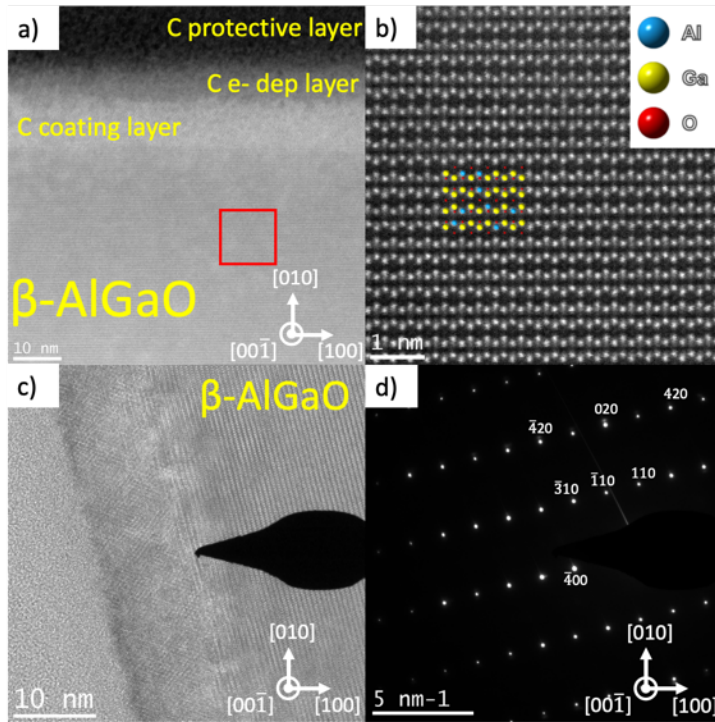 a)
C protective layer
C e- dep layer
C coating layer
β-AlGaO
[010]
[001̅]
[100]
10 nm
b)
Al
Ga
O
1 nm
c)
β-AlGaO
[010]
[001̅]
[100]
10 nm
d)
4̅20
020
420
3̅10
1̅10
110
4̅00
[010]
[001̅]
[100]
5 nm-1